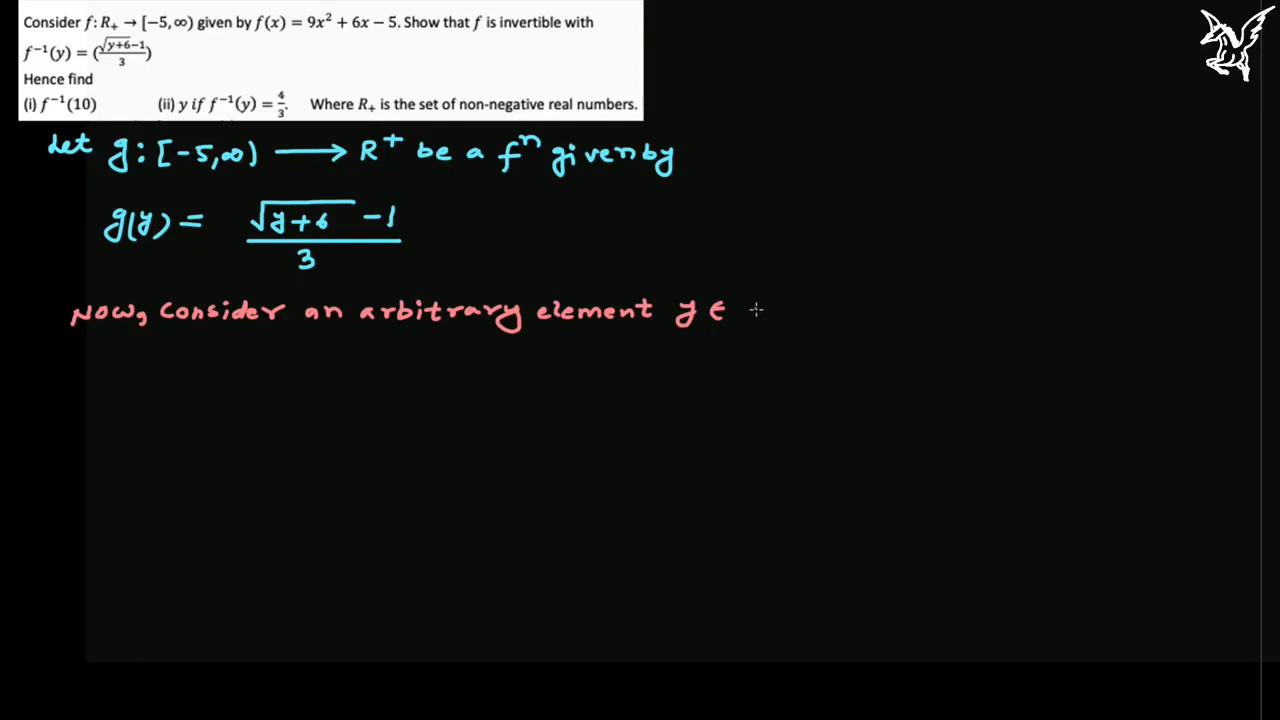 Consider f: R₊ → [−5, ∞) given by f(x) = 9x² + 6x − 5. Show that f is invertible with
f⁻¹(y) = (√(y+6)−1 / 3)
Hence find
(i) f⁻¹(10) (ii) y if f⁻¹(y) = 4/3. Where R₊ is the set of non-negative real numbers.
Let g : [-5,∞) ⟶ R⁺ be a fⁿ given by
g(y) = √(y+6) -1 / 3
Now, consider an arbitrary element y ∈